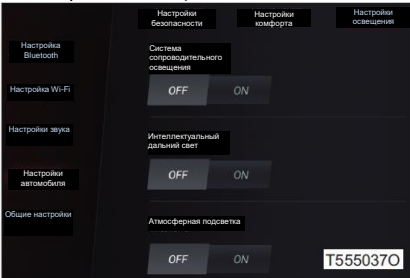 Настройки
безопасности
Настройки
комфорта
Настройки
освещения
Настройка
Bluetooth
Настройка Wi-Fi
Настройки звука
Настройки
автомобиля
Общие настройки
Система
сопроводительного
освещения
OFF ON
Интеллектуальный
дальний свет
OFF ON
Атмосферная подсветка
OFF ON
T555037O